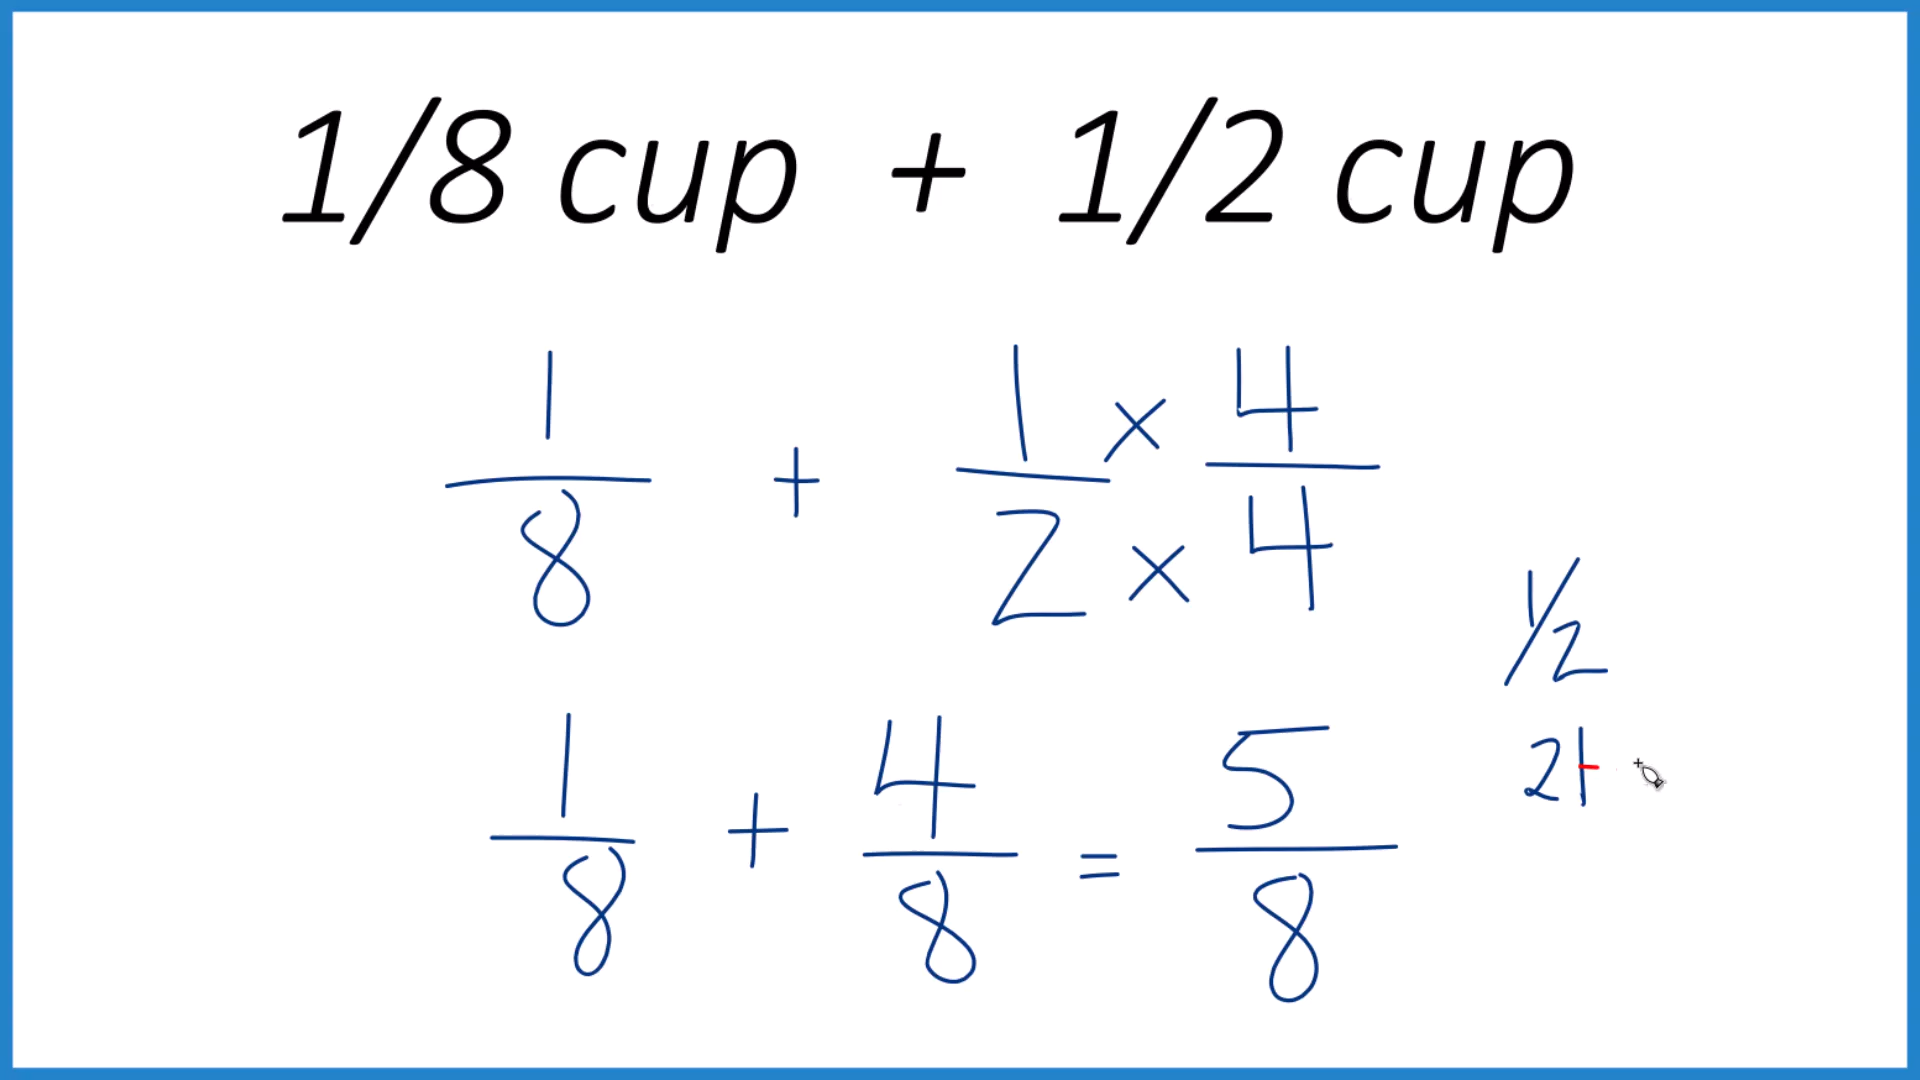 1/8 cup + 1/2 cup
1/8 + 1/2 × 4/4
1/2
1/8 + 4/8 = 5/8